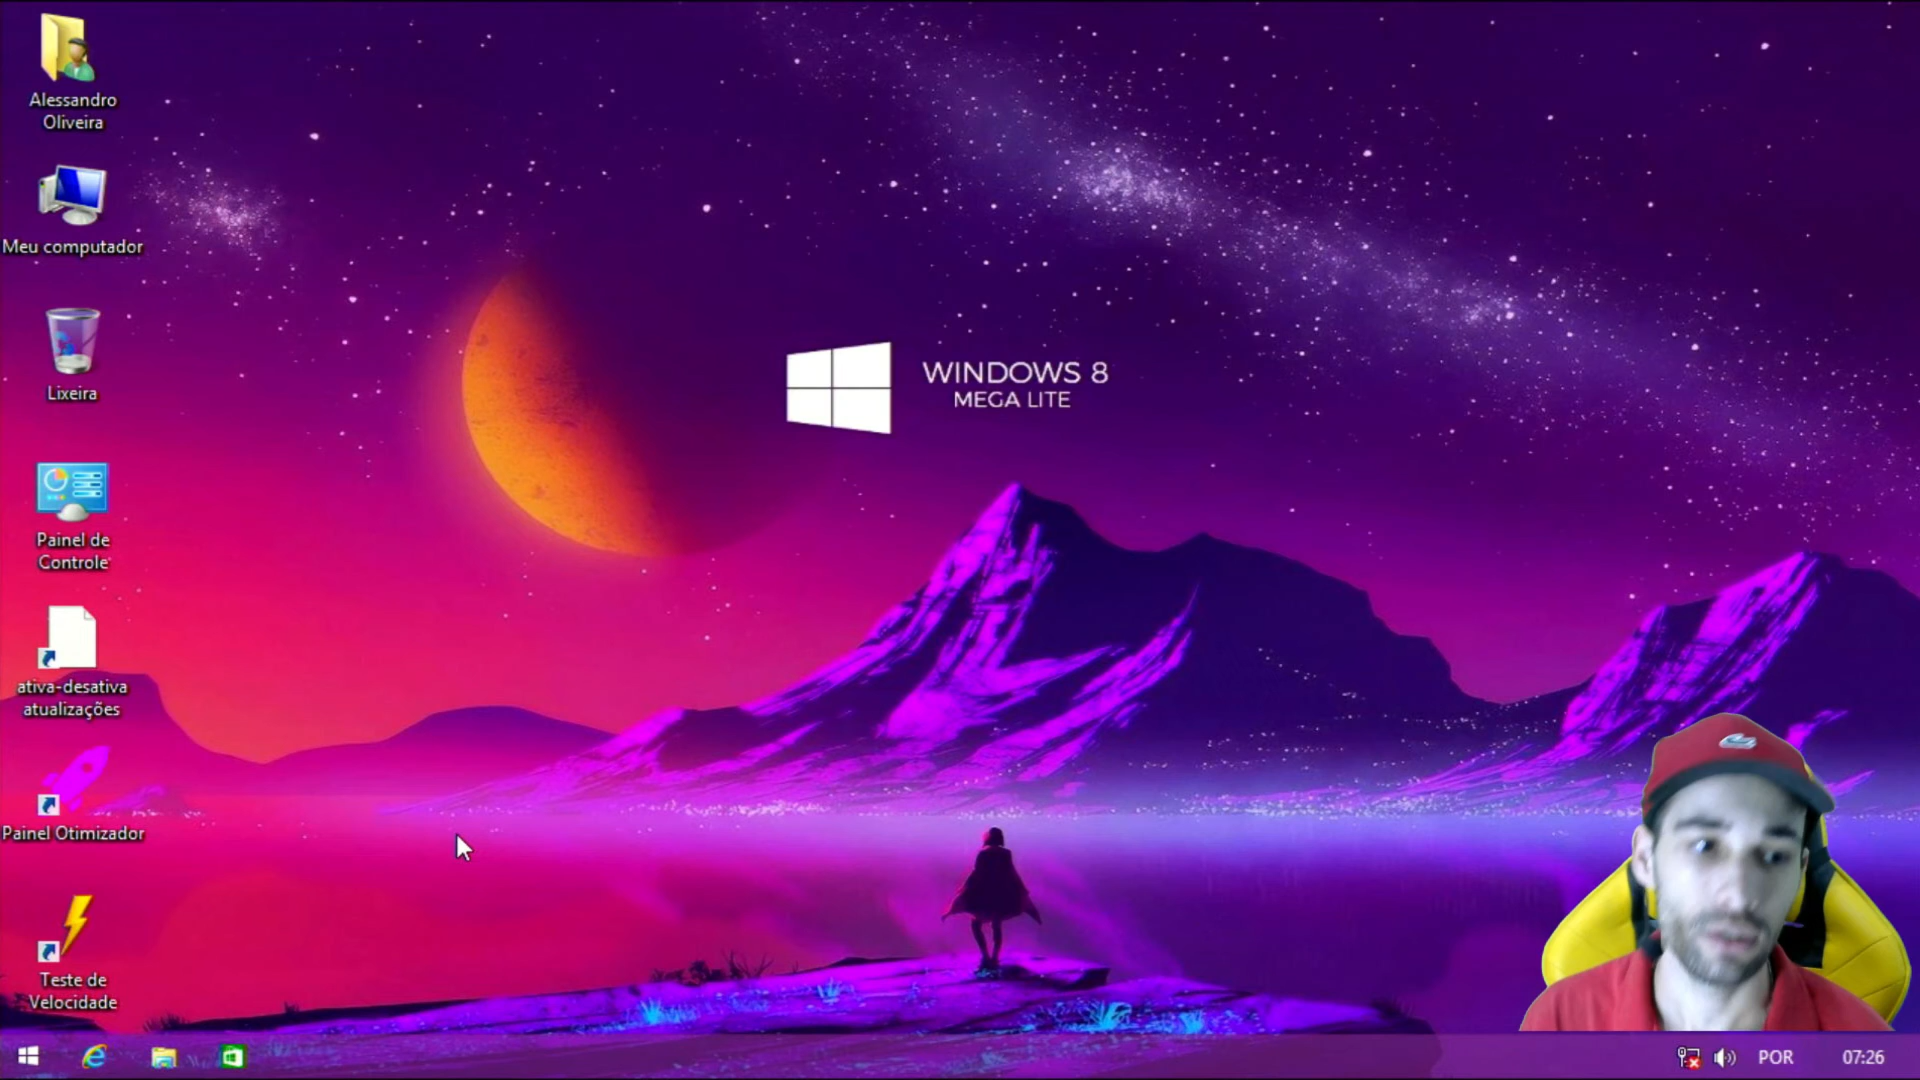 Alessandro
Oliveira
Meu computador
Lixeira
Painel de
Controle
ativa-desativa
atualizações
Painel Otimizador
Teste de
Velocidade
WINDOWS 8
MEGA LITE
POR
07:26